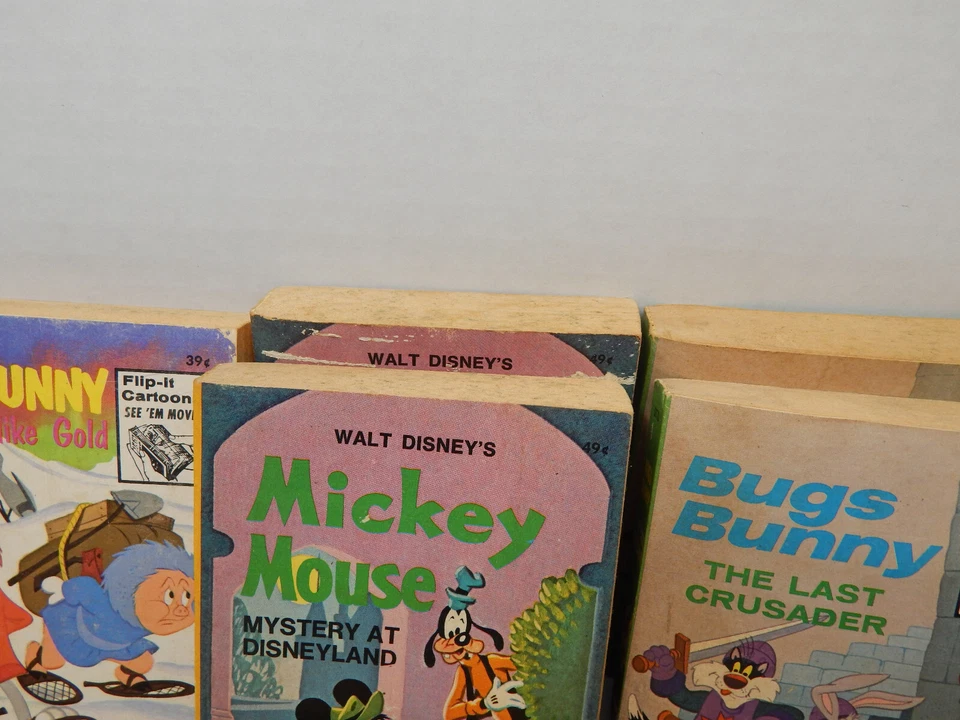 39¢
UNNY
like Gold
Flip-it
Cartoon
SEE 'EM MOV
WALT DISNEY'S
49¢
WALT DISNEY'S
49¢
Mickey
Mouse
MYSTERY AT
DISNEYLAND
Bugs
Bunny
THE LAST
CRUSADER